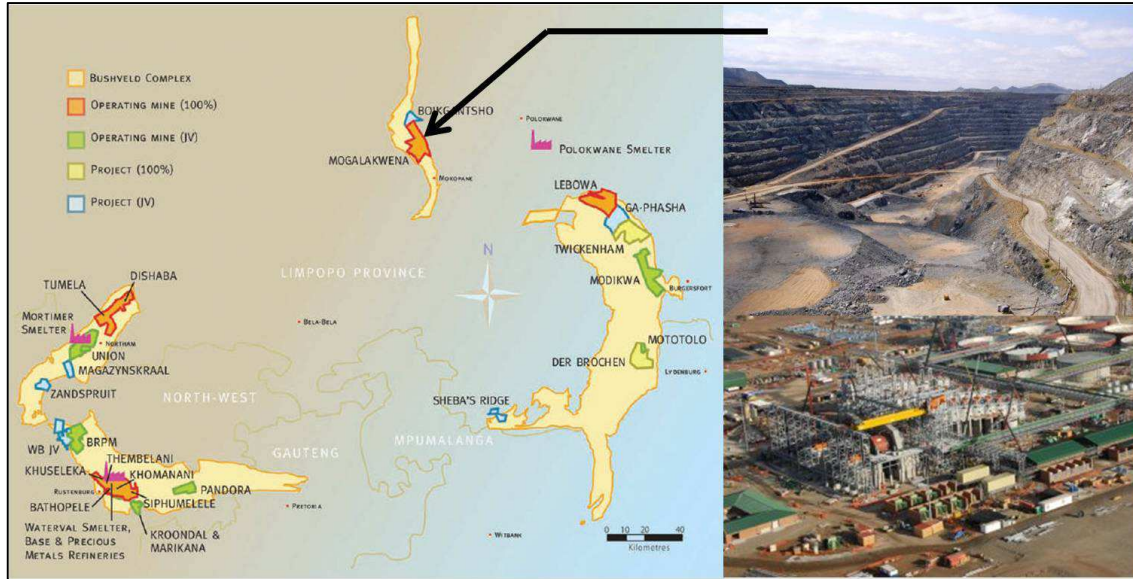 BUSHVELD COMPLEX
OPERATING MINE (100%)
OPERATING MINE (JV)
PROJECT (100%)
PROJECT (JV)
BOIKGANTSHO
POLOKWANE
POLOKWANE SMELTER
MOGALAKWENA
MOKOPANE
LEBOWA
GA-PHASHA
TWICKENHAM
MODIKWA
BURGERSFORT
N
LIMPOPO PROVINCE
DISHABA
TUMELA
MORTIMER
SMELTER
NORTHAM
UNION
MAGAZYNSKRAAL
ZANDSPRUIT
BELA-BELA
MOTOTOLO
DER BROCHEN
LYDENBURG
NORTH-WEST
SHEBA'S RIDGE
MPUMALANGA
GAUTENG
WB JV
BRPM
THEMBELANI
KHUSELEKA
KHOMANANI
RUSTENBURG
SIPHUMELELE
BATHOPELE
PANDORA
PRETORIA
KROONDAL &
MARIKANA
WATERVAL SMELTER,
BASE & PRECIOUS
METALS REFINERIES
WITBANK
0 10 20 40
KILOMETRES